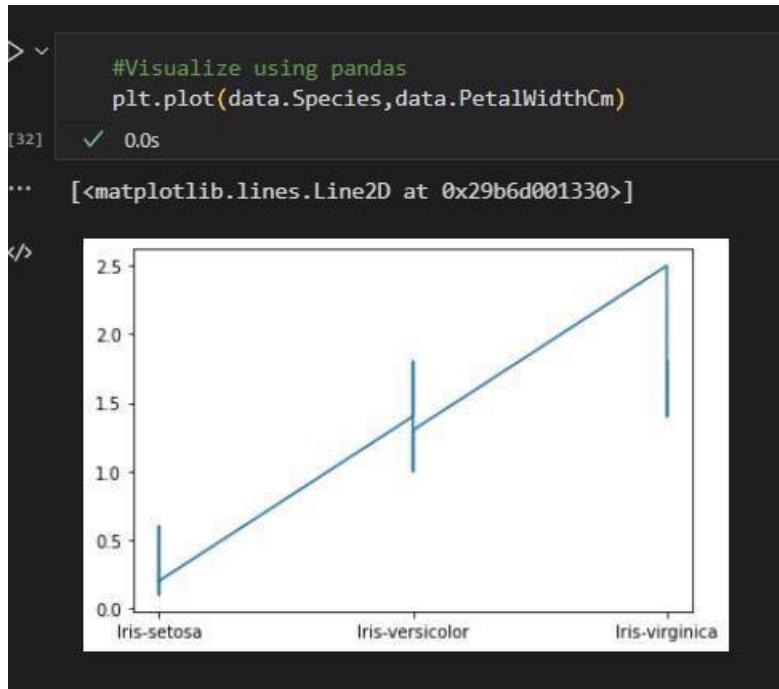 #Visualize using pandas
plt.plot(data.Species,data.PetalWidthCm)
[32]
0.0s
...
[<matplotlib.lines.Line2D at 0x29b6d001330>]
</>
2.5
2.0
1.5
1.0
0.5
0.0
Iris-setosa Iris-versicolor Iris-virginica